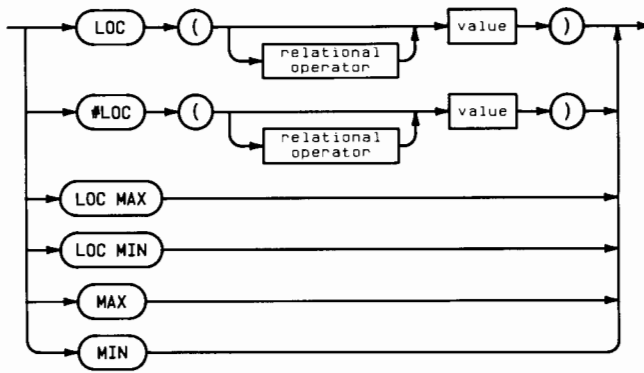 LOC ( value )
relational
operator
#LOC ( value )
relational
operator
LOC MAX
LOC MIN
MAX
MIN